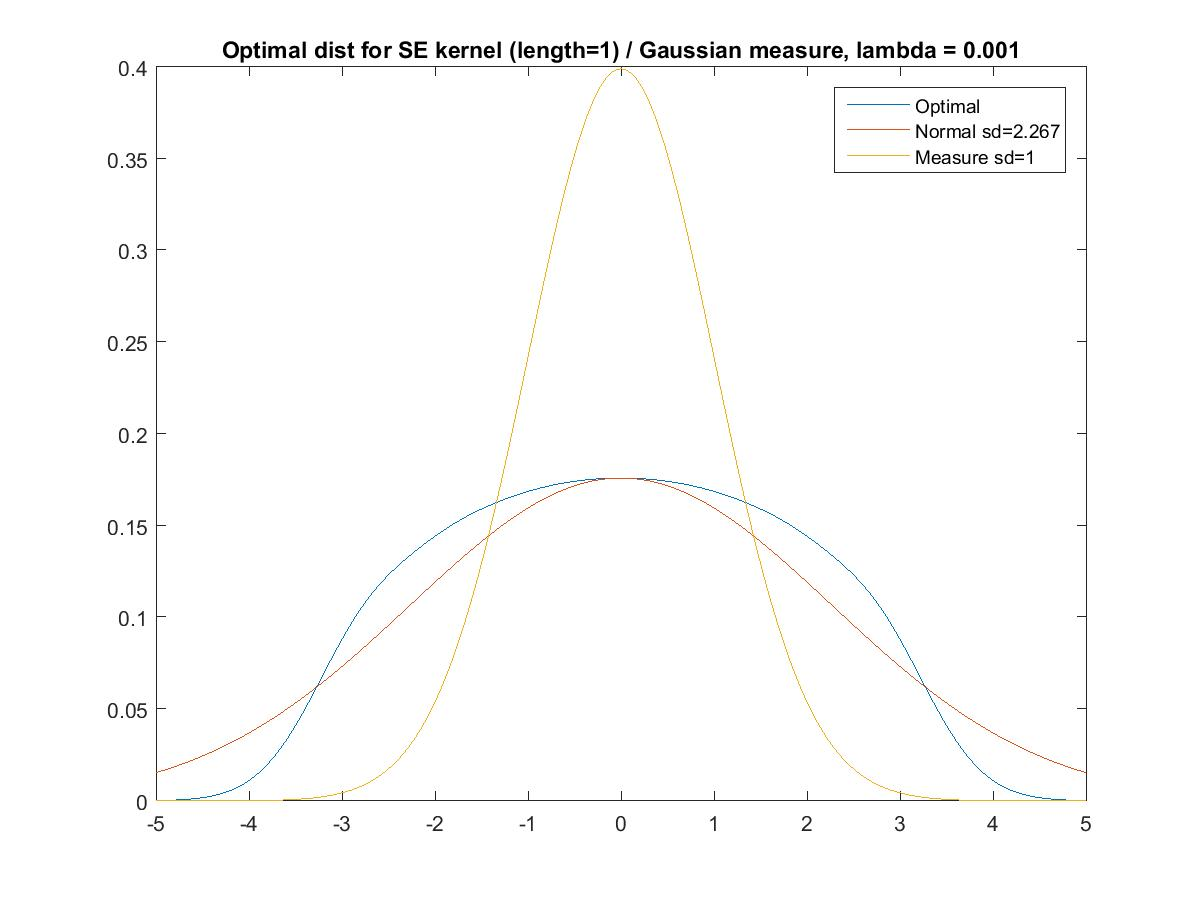 Optimal dist for SE kernel (length=1) / Gaussian measure, lambda = 0.001
0.4
0.35
0.3
0.25
0.2
0.15
0.1
0.05
0
Optimal
Normal sd=2.267
Measure sd=1
-5 -4 -3 -2 -1 0 1 2 3 4 5